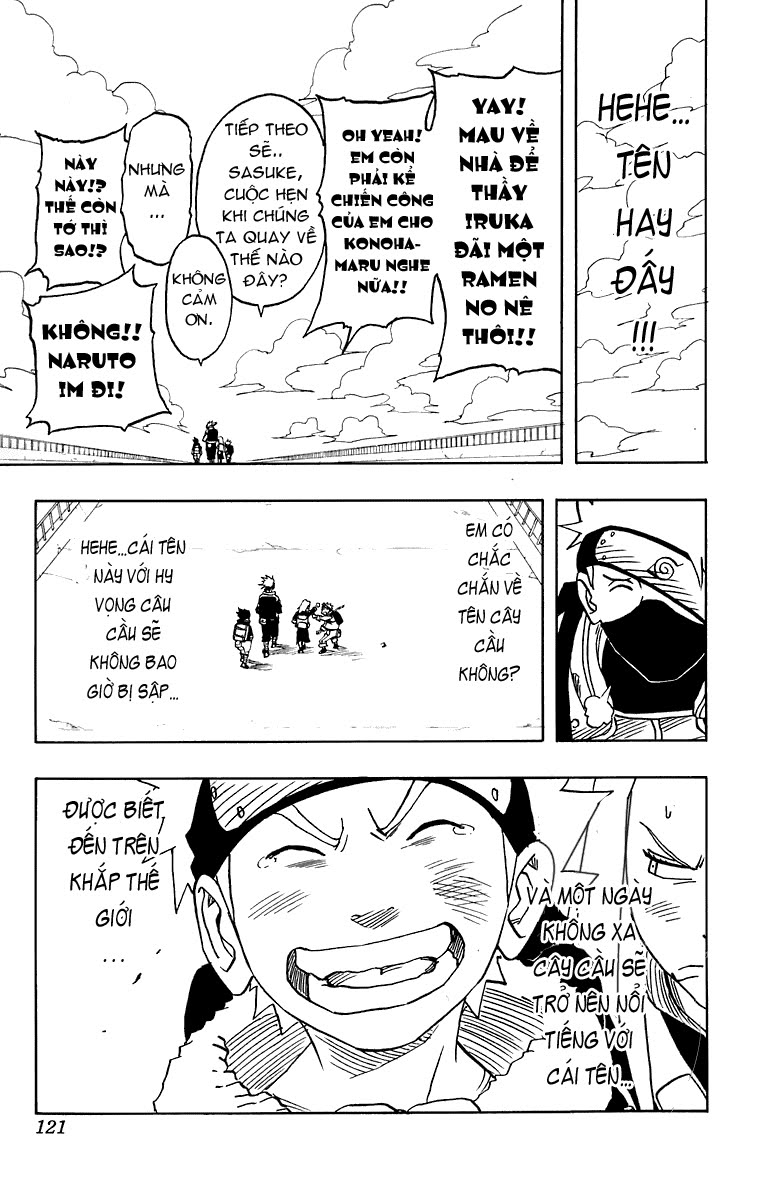 HEHE...
TÊN
HAY
ĐẤY
!!!
YAY!
MAU VỀ
NHÀ ĐỂ
THẦY
IRUKA
ĐÃI MỘT
RAMEN
NO NÊ
THÔI!!
OH YEAH!
EM CÒN
PHẢI KỂ
CHIẾN CÔNG
CỦA EM CHO
KONOHA-
MARU NGHE
NỮA!!
TIẾP THEO
SẼ..
SASUKE,
CUỘC HẸN
KHI CHÚNG
TA QUAY VỀ
THẾ NÀO
ĐÂY?
KHÔNG
CẢM
ƠN.
NHƯNG
MÀ
...
NÀY
NÀY!?
THẾ CÒN
TỚ THÌ
SAO!?
KHÔNG!!
NARUTO
IM ĐI!
EM CÓ
CHẮC
CHẮN VỀ
TÊN CÂY
CẦU
KHÔNG?
HEHE...CÁI TÊN
NÀY VỚI HY
VỌNG CÂU
CẦU SẼ
KHÔNG BAO
GIỜ BỊ SẬP...
VÀ MỘT NGÀY
KHÔNG XA
CÂY CẦU SẼ
TRỞ NÊN NỔI
TIẾNG VỚI
CÁI TÊN...
ĐƯỢC BIẾT
ĐẾN TRÊN
KHẮP THẾ
GIỚI
...
121